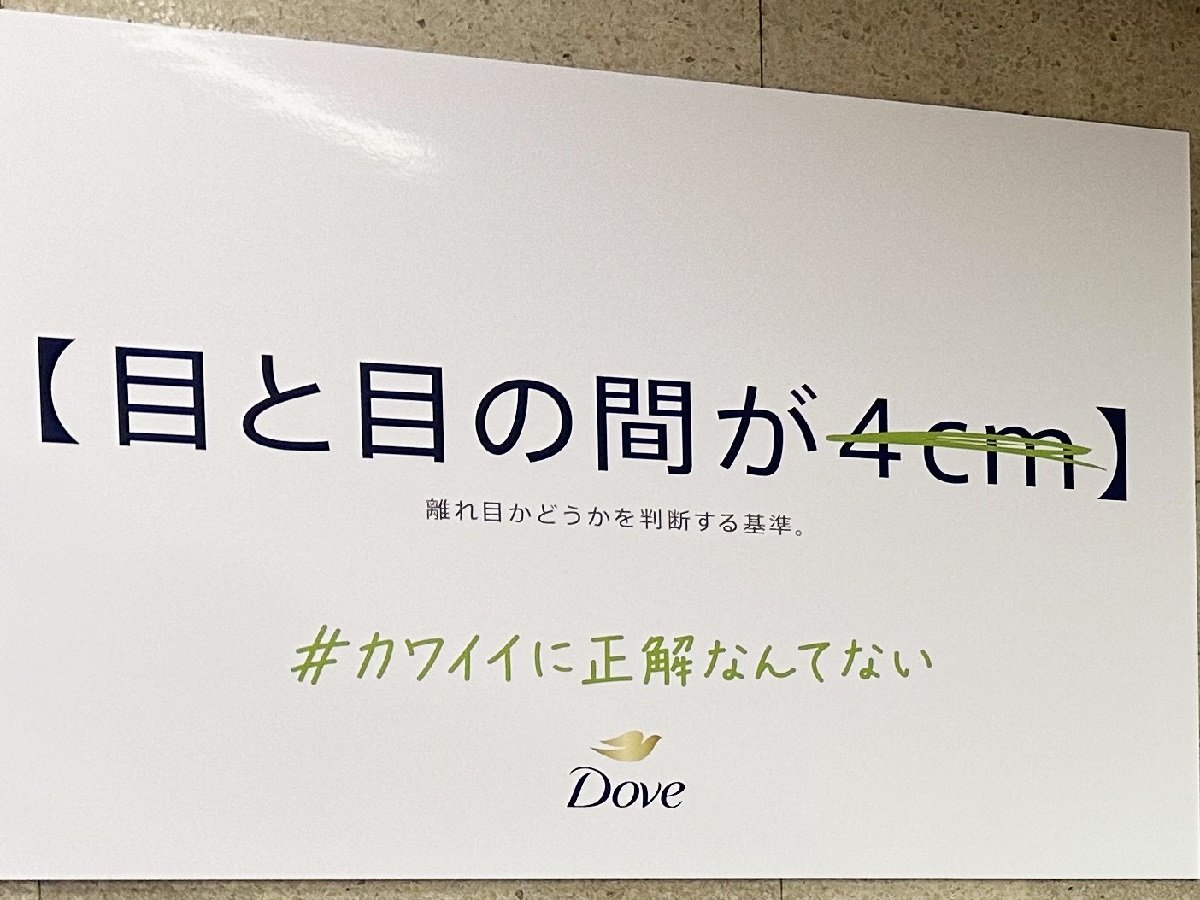 【目と目の間が4cm】
離れ目かどうかを判断する基準。
#カワイイに正解なんてない
Dove